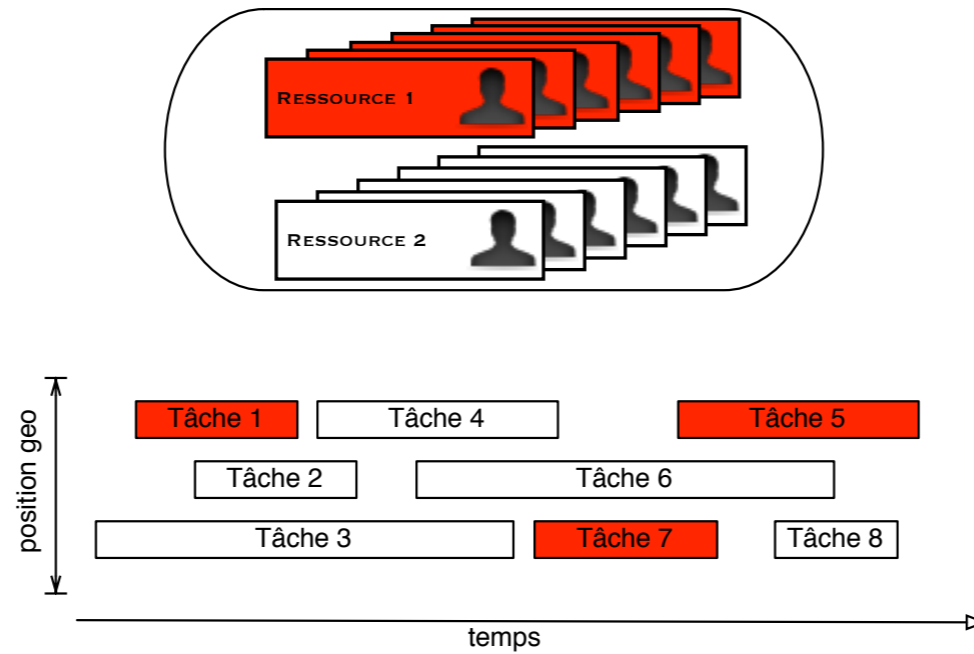 RESSOURCE 1
RESSOURCE 2
position geo
Tâche 1
Tâche 4
Tâche 5
Tâche 2
Tâche 6
Tâche 3
Tâche 7
Tâche 8
temps